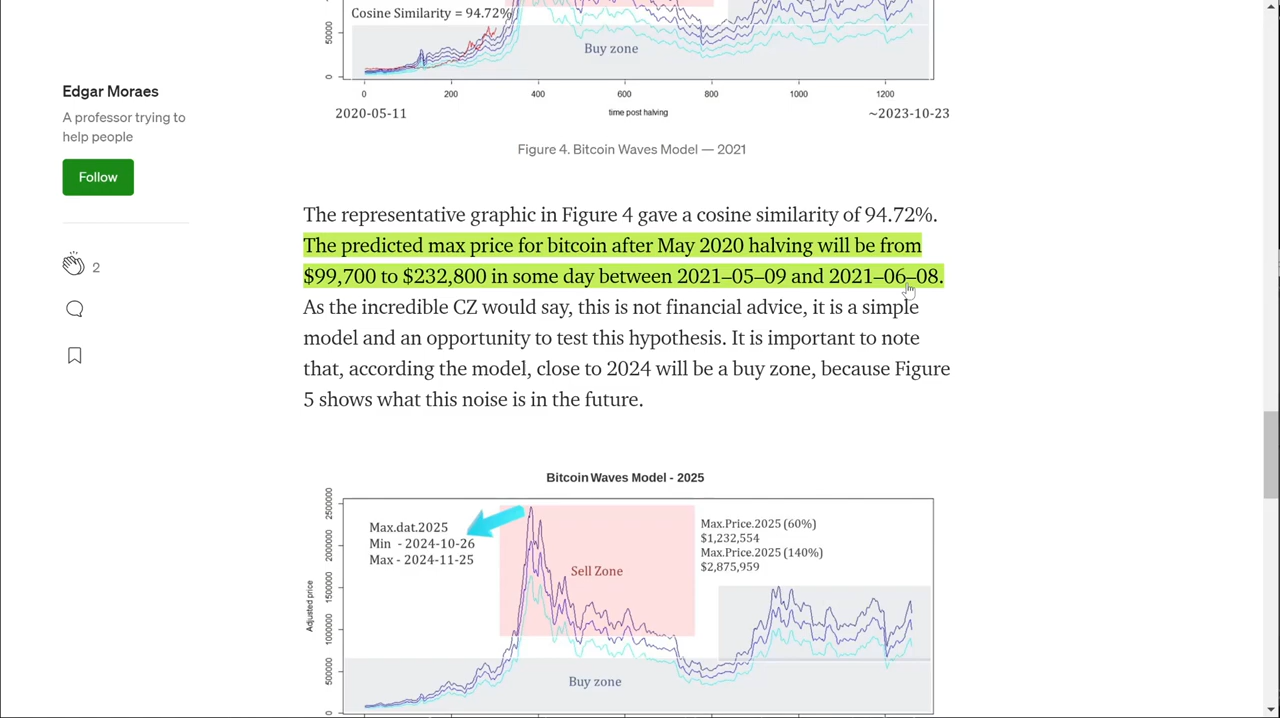 Cosine Similarity = 94.72%
50000
Buy zone
0
0 200 400 600 800 1000 1200
2020-05-11 time post halving ~2023-10-23
Figure 4. Bitcoin Waves Model — 2021
Edgar Moraes
A professor trying to
help people
Follow
2
The representative graphic in Figure 4 gave a cosine similarity of 94.72%.
The predicted max price for bitcoin after May 2020 halving will be from
$99,700 to $232,800 in some day between 2021–05–09 and 2021–06–08.
As the incredible CZ would say, this is not financial advice, it is a simple
model and an opportunity to test this hypothesis. It is important to note
that, according the model, close to 2024 will be a buy zone, because Figure
5 shows what this noise is in the future.
Bitcoin Waves Model - 2025
2500000
2000000
1500000
1000000
500000
0
Adjusted price
Max.dat.2025
Min - 2024-10-26
Max - 2024-11-25
Sell Zone
Max.Price.2025 (60%)
$1,232,554
Max.Price.2025 (140%)
$2,875,959
Buy zone